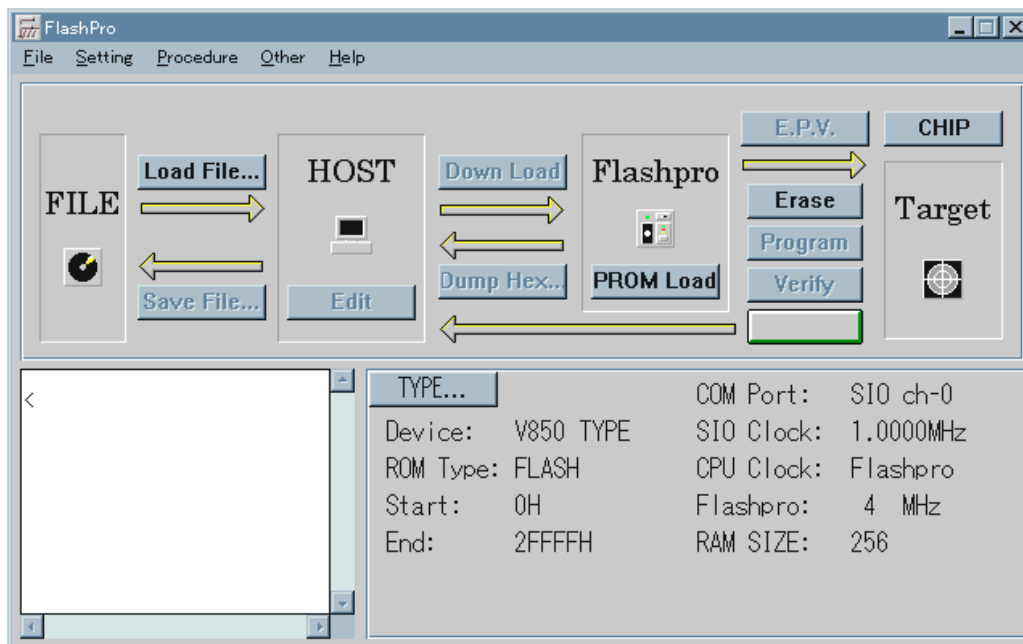 FlashPro
File Setting Procedure Other Help
E.P.V. CHIP
Load File... HOST Down Load Flashpro
FILE Erase Target
Program
Save File... Edit Dump Hex... PROM Load Verify
<
TYPE... COM Port: SIO ch-0
Device: V850 TYPE SIO Clock: 1.0000MHz
ROM Type: FLASH CPU Clock: Flashpro
Start: 0H Flashpro: 4 MHz
End: 2FFFFH RAM SIZE: 256